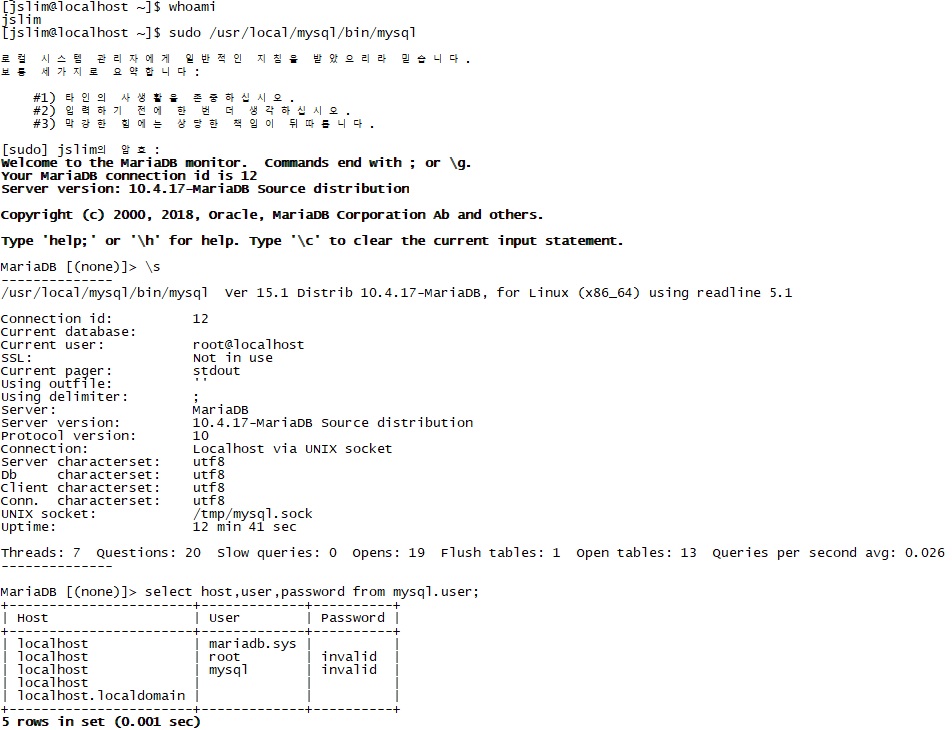 [jslim@localhost ~]$ whoami
jslim
[jslim@localhost ~]$ sudo /usr/local/mysql/bin/mysql
로컬 시스템 관리자에게 일반적인 지침을 받았으리라 믿습니다.
보통 세가지로 요약합니다:
#1) 타인의 사생활을 존중하십시오.
#2) 입력하기 전에 한 번 더 생각하십시오.
#3) 막강한 힘에는 상당한 책임이 뒤따릅니다.
[sudo] jslim의 암호:
Welcome to the MariaDB monitor.  Commands end with ; or \g.
Your MariaDB connection id is 12
Server version: 10.4.17-MariaDB Source distribution
Copyright (c) 2000, 2018, Oracle, MariaDB Corporation Ab and others.
Type 'help;' or '\h' for help. Type '\c' to clear the current input statement.
MariaDB [(none)]> \s
--------------
/usr/local/mysql/bin/mysql  Ver 15.1 Distrib 10.4.17-MariaDB, for Linux (x86_64) using readline 5.1
Connection id:          12
Current database:
Current user:           root@localhost
SSL:                    Not in use
Current pager:          stdout
Using outfile:          ''
Using delimiter:        ;
Server:                 MariaDB
Server version:         10.4.17-MariaDB Source distribution
Protocol version:       10
Connection:             Localhost via UNIX socket
Server characterset:    utf8
Db     characterset:    utf8
Client characterset:    utf8
Conn.  characterset:    utf8
UNIX socket:            /tmp/mysql.sock
Uptime:                 12 min 41 sec
Threads: 7  Questions: 20  Slow queries: 0  Opens: 19  Flush tables: 1  Open tables: 13  Queries per second avg: 0.026
--------------
MariaDB [(none)]> select host,user,password from mysql.user;
+-----------------------+-------------+----------+
| Host                  | User        | Password |
+-----------------------+-------------+----------+
| localhost             | mariadb.sys |          |
| localhost             | root        | invalid  |
| localhost             | mysql       | invalid  |
| localhost             |             |          |
| localhost.localdomain |             |          |
+-----------------------+-------------+----------+
5 rows in set (0.001 sec)